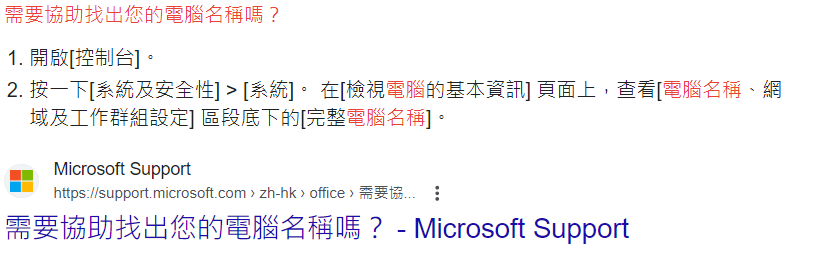 需要協助找出您的電腦名稱嗎？
1. 開啟[控制台]。
2. 按一下[系統及安全性] > [系統]。 在[檢視電腦的基本資訊] 頁面上，查看[電腦名稱、網
域及工作群組設定] 區段底下的[完整電腦名稱]。
Microsoft Support
https://support.microsoft.com › zh-hk › office › 需要協...
需要協助找出您的電腦名稱嗎？ - Microsoft Support